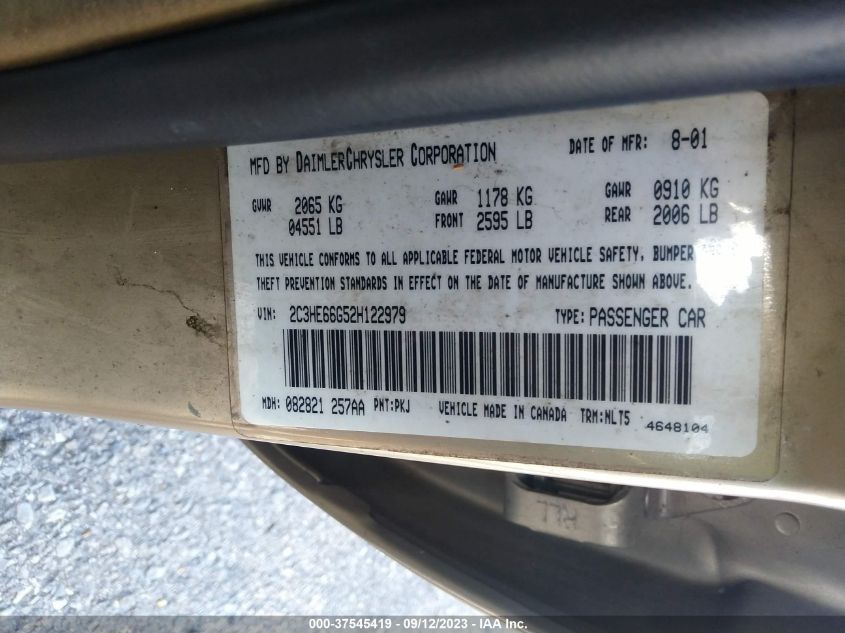 MFD BY DAIMLERCHRYSLER CORPORATION DATE OF MFR: 8-01
GVWR 2065 KG GAWR 1178 KG GAWR 0910 KG
04551 LB FRONT 2595 LB REAR 2006 LB
THIS VEHICLE CONFORMS TO ALL APPLICABLE FEDERAL MOTOR VEHICLE SAFETY, BUMPER
THEFT PREVENTION STANDARDS IN EFFECT ON THE DATE OF MANUFACTURE SHOWN ABOVE.
VIN: 2C3HE66G52H122979 TYPE: PASSENGER CAR
MDH: 082821 257AA PNT:PKJ VEHICLE MADE IN CANADA TRM:NLT5
4648104
000-37545419 - 09/12/2023 - © IAA Inc.